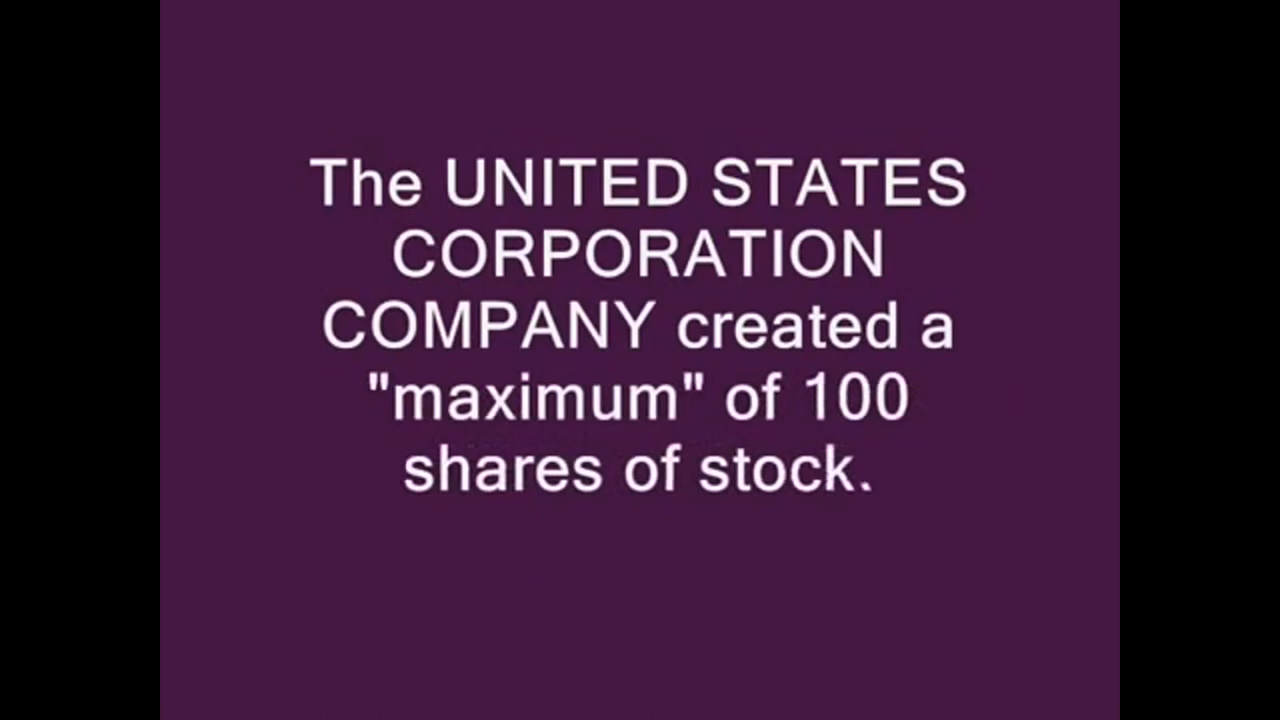 The UNITED STATES
CORPORATION
COMPANY created a
"maximum" of 100
shares of stock.